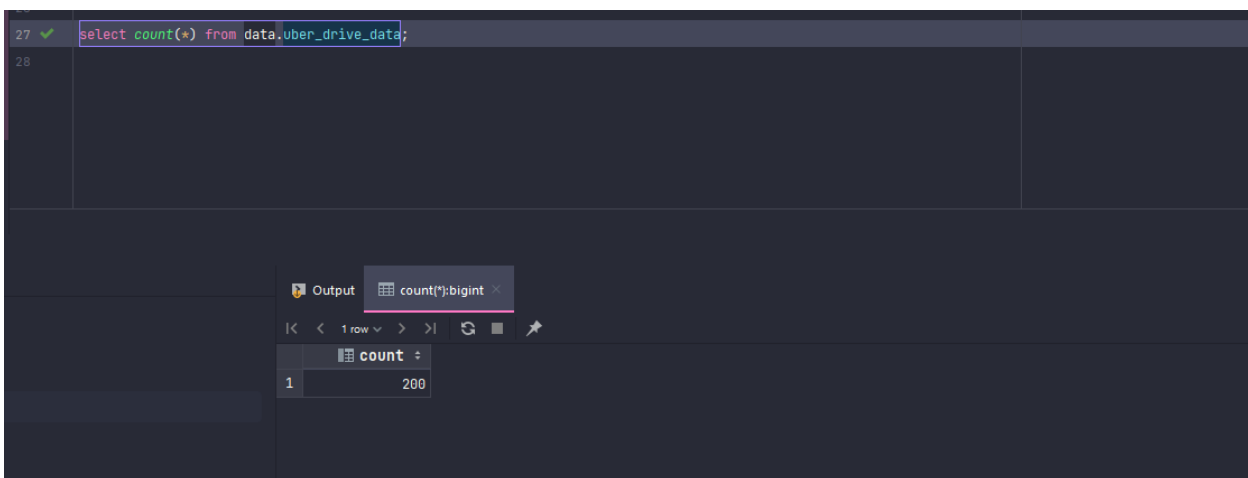 27 select count(*) from data.uber_drive_data;
28
Output count(*):bigint
1 row
count
1 200